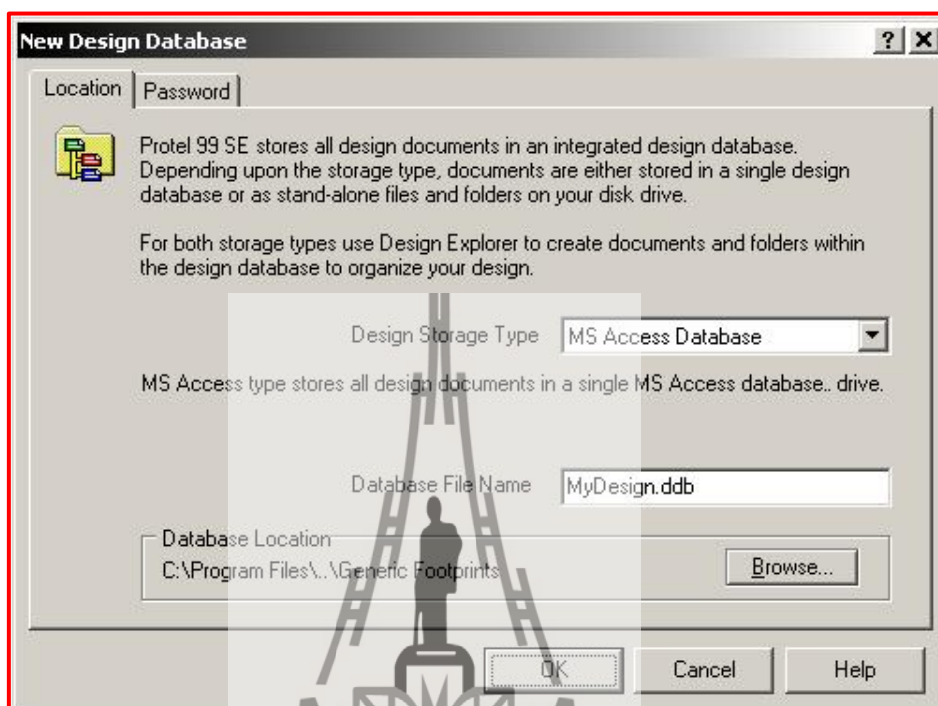 New Design Database
Location Password
Protel 99 SE stores all design documents in an integrated design database.
Depending upon the storage type, documents are either stored in a single design
database or as stand-alone files and folders on your disk drive.
For both storage types use Design Explorer to create documents and folders within
the design database to organize your design.
Design Storage Type MS Access Database
MS Access type stores all design documents in a single MS Access database.. drive.
Database File Name MyDesign.ddb
Database Location
C:\Program Files\..\Generic Footprints
Browse...
OK Cancel Help